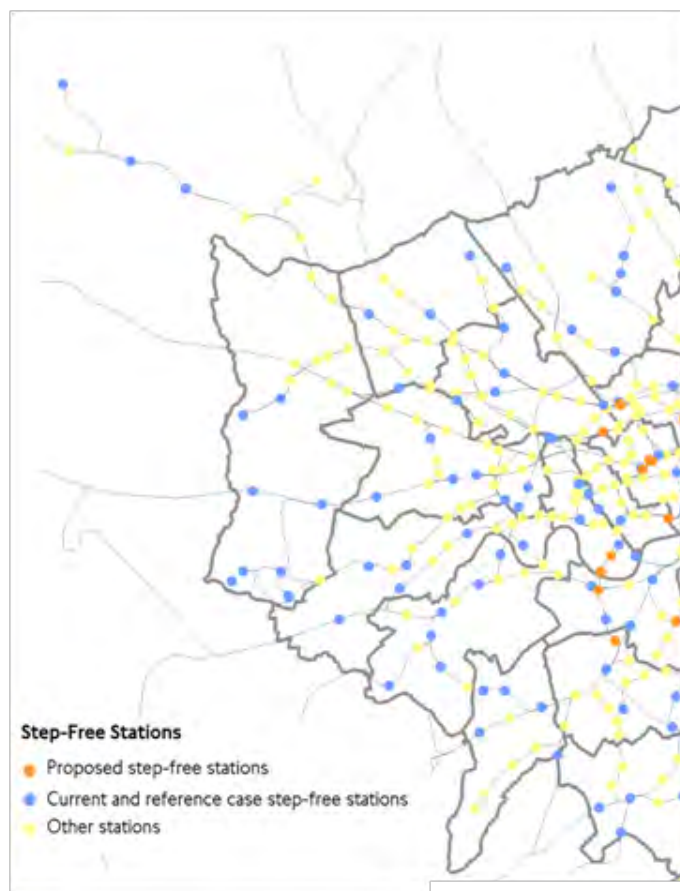 Step-Free Stations
Proposed step-free stations
Current and reference case step-free stations
Other stations